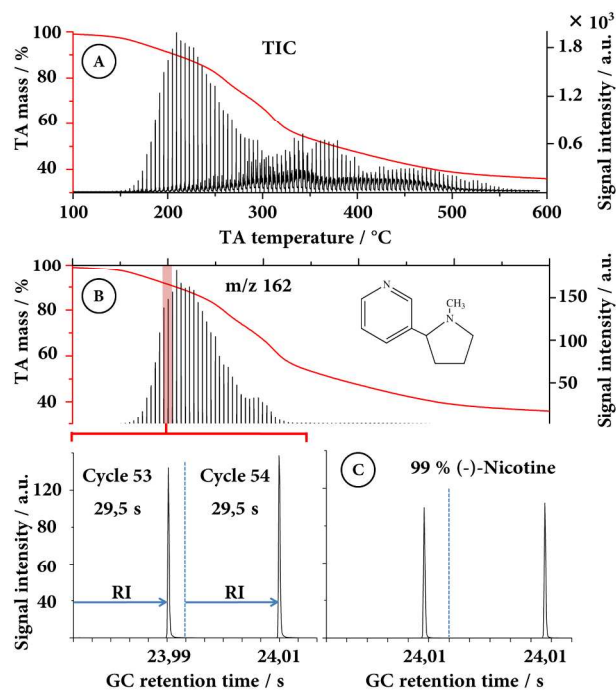 × 10³
100
80
60
40
TA mass / %
A
TIC
1.8
1.2
0.6
Signal intensity / a.u.
100
200
300
400
500
600
TA temperature / °C
100
80
60
40
TA mass / %
B
m/z 162
N
CH₃
N
150
100
50
Signal intensity / a.u.
Cycle 53
29,5 s
Cycle 54
29,5 s
RI
RI
120
80
60
40
Signal intensity / a.u.
23,99
24,01
GC retention time / s
C
99 % (-)-Nicotine
24,01
24,01
GC retention time / s